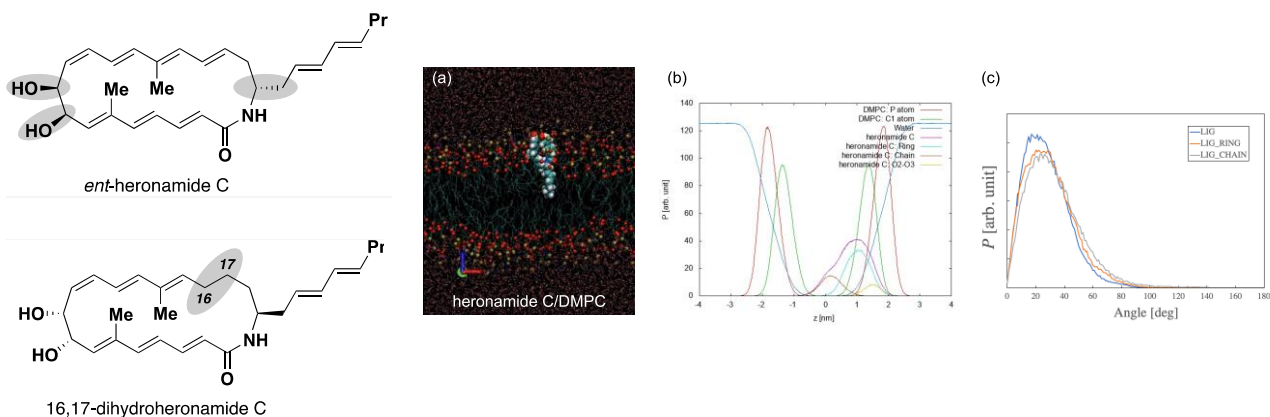 Pr
HO
Me
Me
HO
NH
O
ent-heronamide C
Pr
17
16
HO
Me
Me
HO
NH
O
16,17-dihydroheronamide C
(a)
heronamide C/DMPC
(b)
DMPC: P atom
DMPC: C1 atom
Water
heronamide C
heronamide C: Ring
heronamide C: Chain
heronamide C: O2-O3
P [arb. unit]
140
120
100
80
60
40
20
0
-4 -3 -2 -1 0 1 2 3 4
z [nm]
(c)
LIG
LIG_RING
LIG_CHAIN
P [arb. unit]
0 20 40 60 80 100 120 140 160 180
Angle [deg]